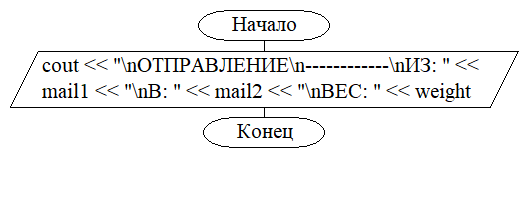 Начало
cout << "\nОТПРАВЛЕНИЕ\n------------\nИЗ: " <<
mail1 << "\nВ: " << mail2 << "\nВЕС: " << weight
Конец